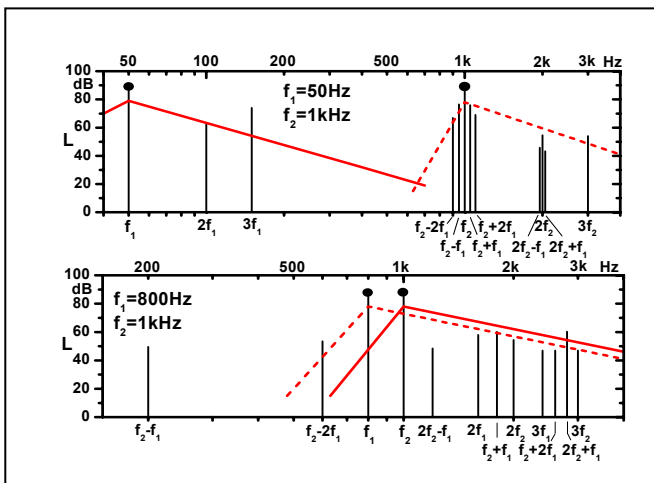 50 100 200 500 1k 2k 3k Hz
100
dB
80
60
L
40
20
0
f₁=50Hz
f₂=1kHz
f₁ 2f₁ 3f₁ f₂-2f₁ f₂ f₂+2f₁ 2f₂ 3f₂
f₂-f₁ f₂+f₁ 2f₂-f₁ 2f₂+f₁
200 500 1k 2k 3k Hz
100
dB
80
60
L
40
20
0
f₁=800Hz
f₂=1kHz
f₂-f₁ f₂-2f₁ f₁ f₂ 2f₂-f₁ 2f₁ 2f₂ 3f₁ 3f₂
f₂+f₁ f₂+2f₁ 2f₂+f₁